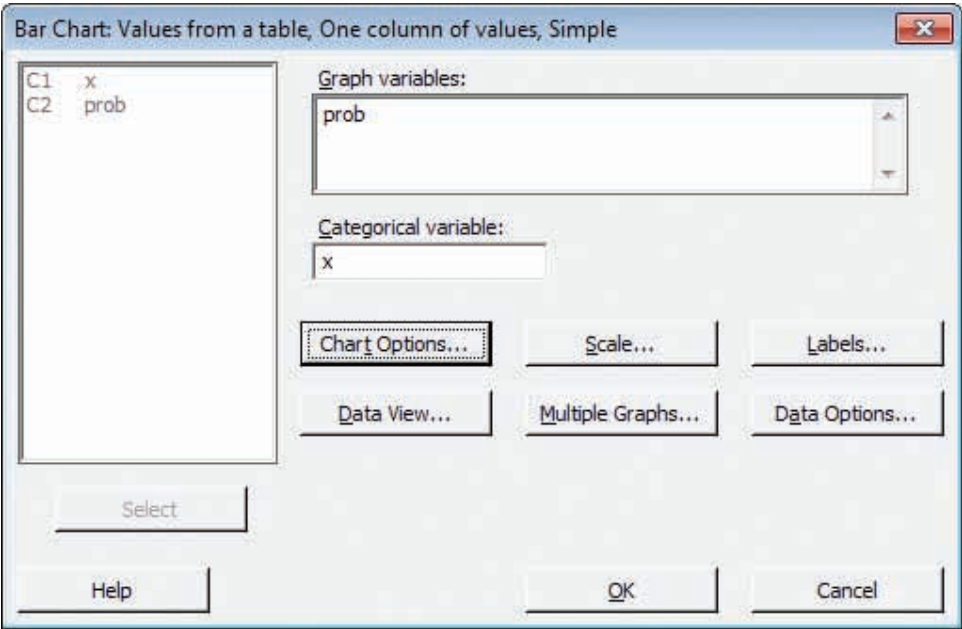 Bar Chart: Values from a table, One column of values, Simple
C1 x
C2 prob
Graph variables:
prob
Categorical variable:
x
Chart Options... Scale... Labels...
Data View... Multiple Graphs... Data Options...
Select
Help OK Cancel